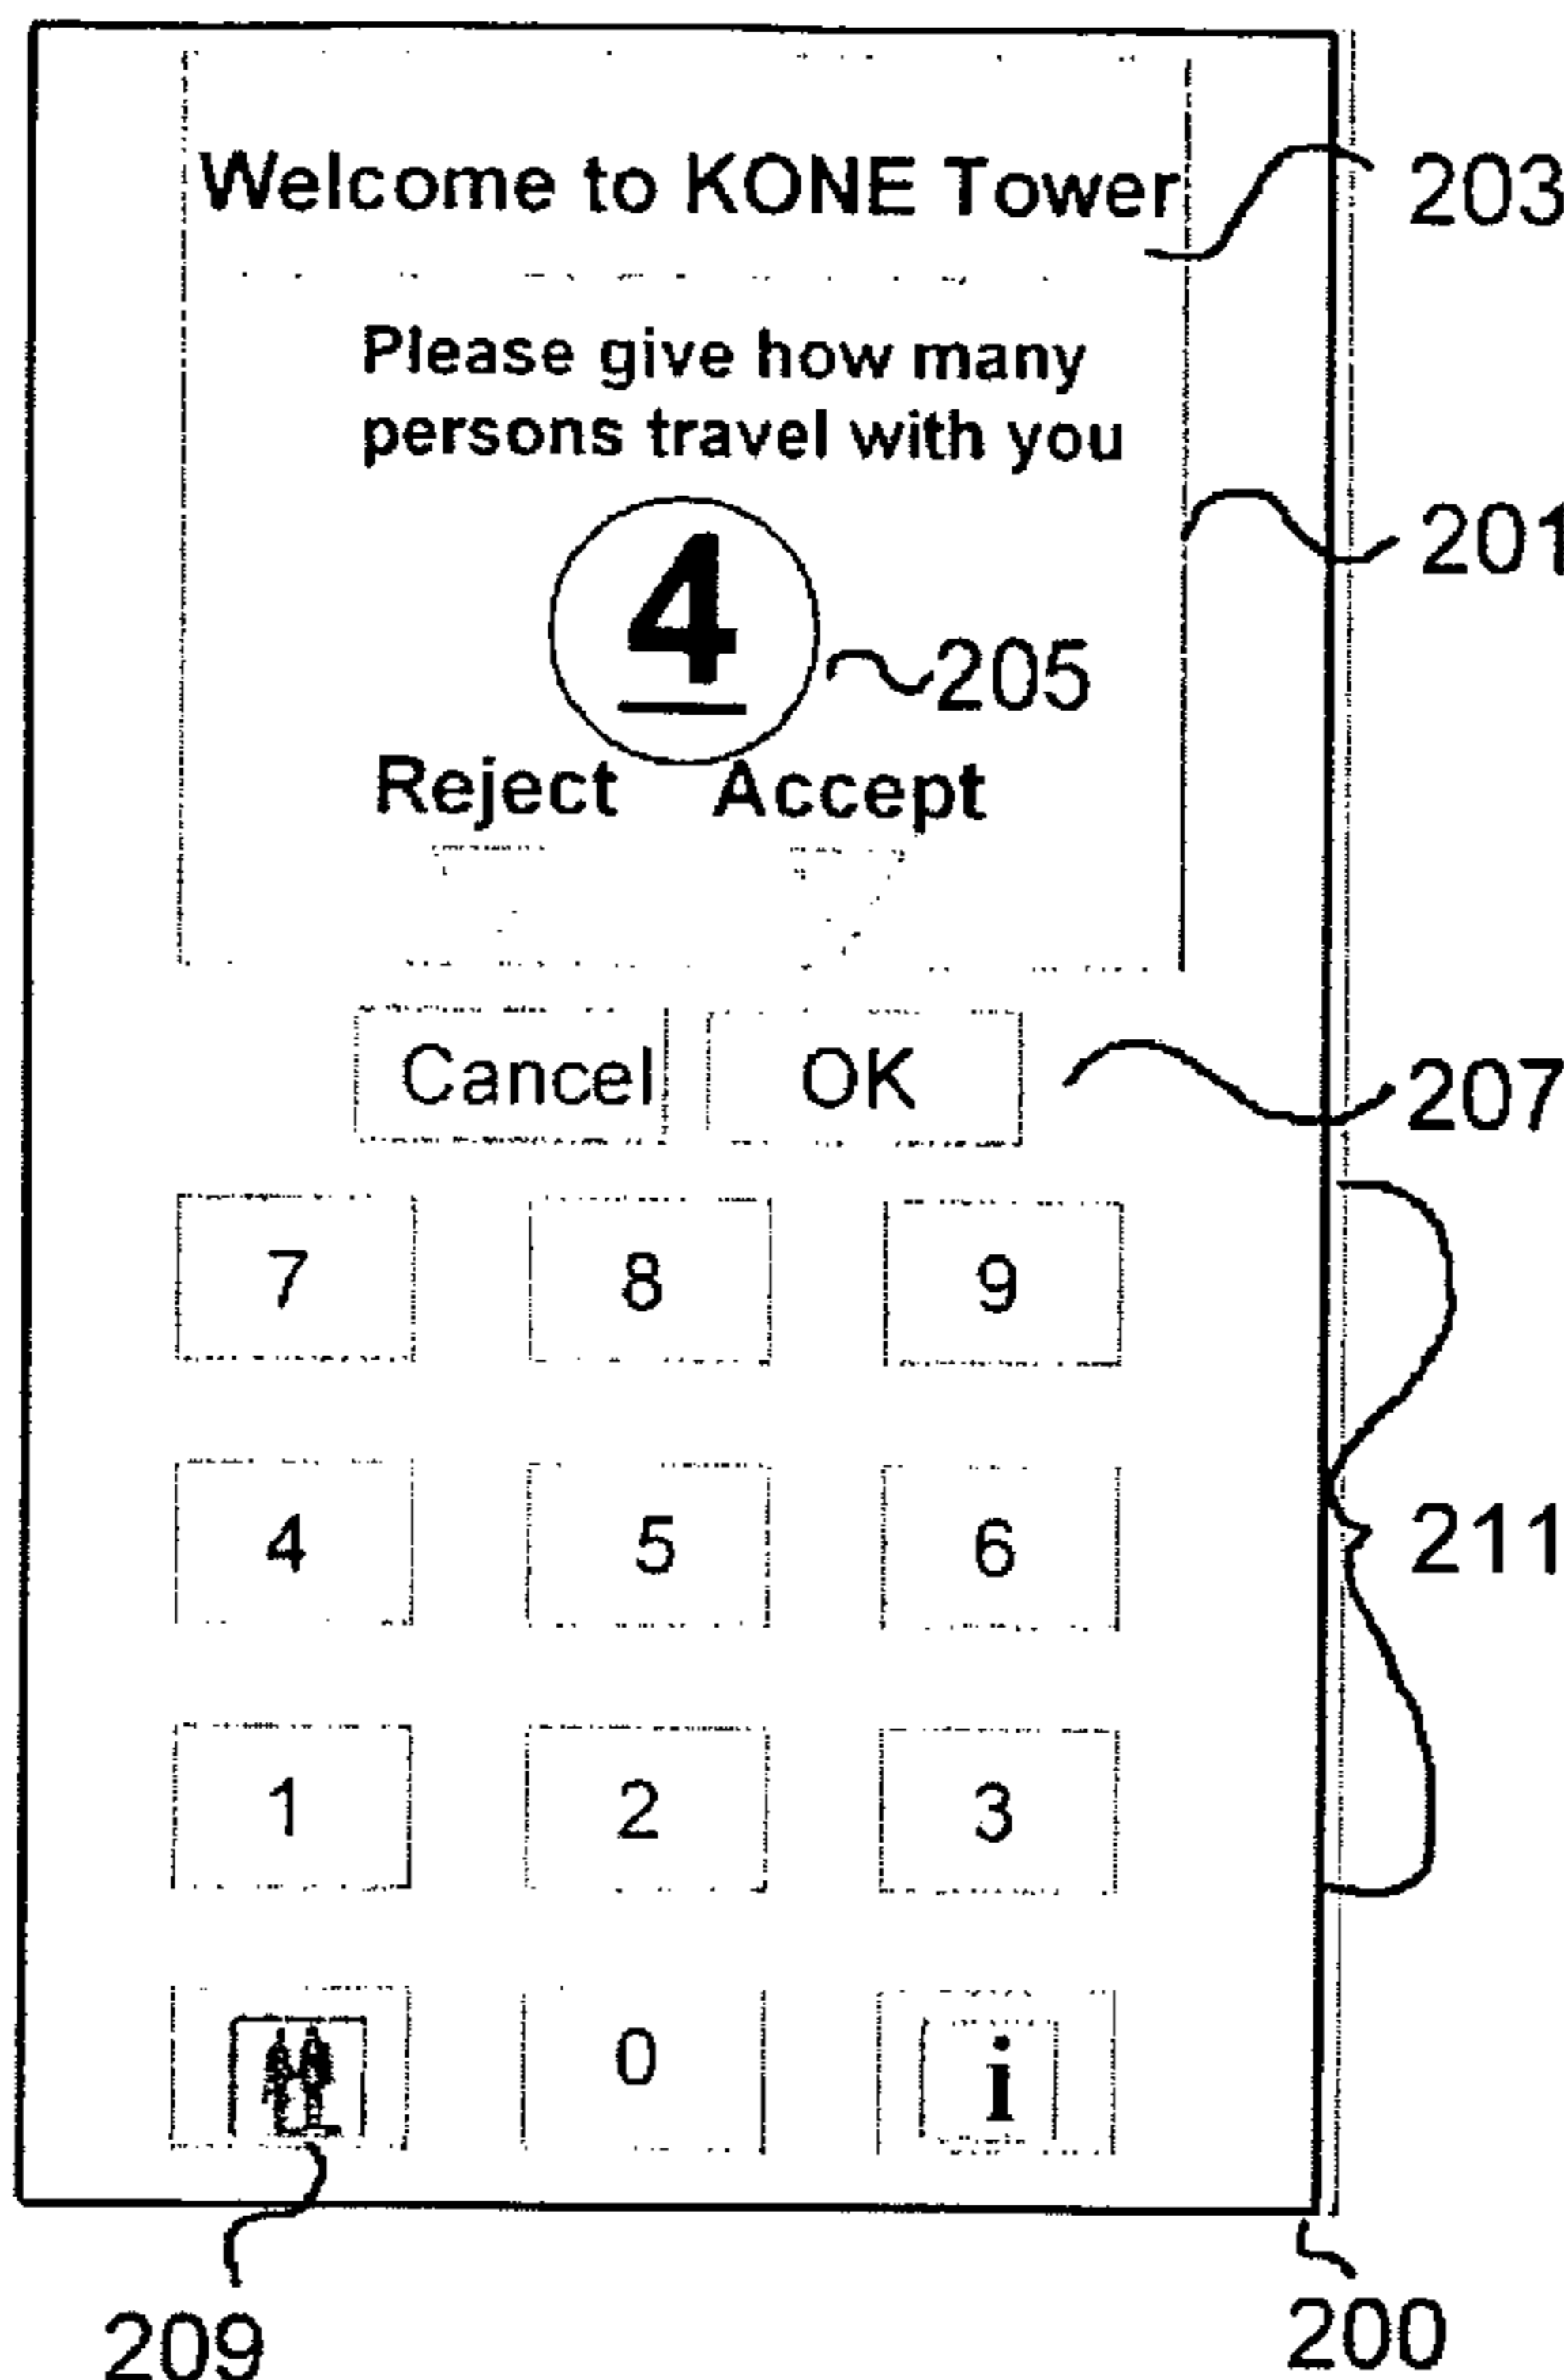 Welcome to KONE Tower
203
Please give how many
persons travel with you
201
4
205
Reject Accept
Cancel OK
207
7 8 9
4 5 6
211
1 2 3
0 i
209
200